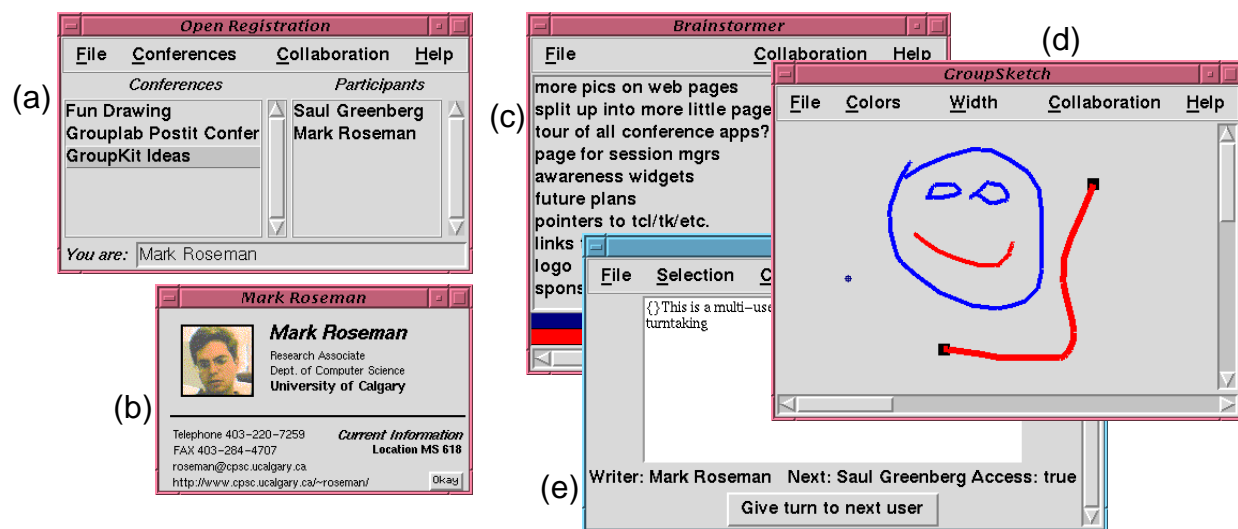 (a)
Open Registration
File Conferences Collaboration Help
Conferences Participants
Fun Drawing
Grouplab Postit Confer
GroupKit Ideas
Saul Greenberg
Mark Roseman
You are: Mark Roseman
(b)
Mark Roseman
Mark Roseman
Research Associate
Dept. of Computer Science
University of Calgary
Telephone 403-220-7259
FAX 403-284-4707
roseman@cpsc.ucalgary.ca
http://www.cpsc.ucalgary.ca/~roseman/
Current Information
Location MS 618
Okay
(c)
Brainstormer
File Collaboration Help
more pics on web pages
split up into more little page
tour of all conference apps?
page for session mgrs
awareness widgets
future plans
pointers to tcl/tk/etc.
links
logo
spons
(d)
GroupSketch
File Colors Width Collaboration Help
(e)
File Selection C
{}This is a multi-use
turntaking
Writer: Mark Roseman Next: Saul Greenberg Access: true
Give turn to next user